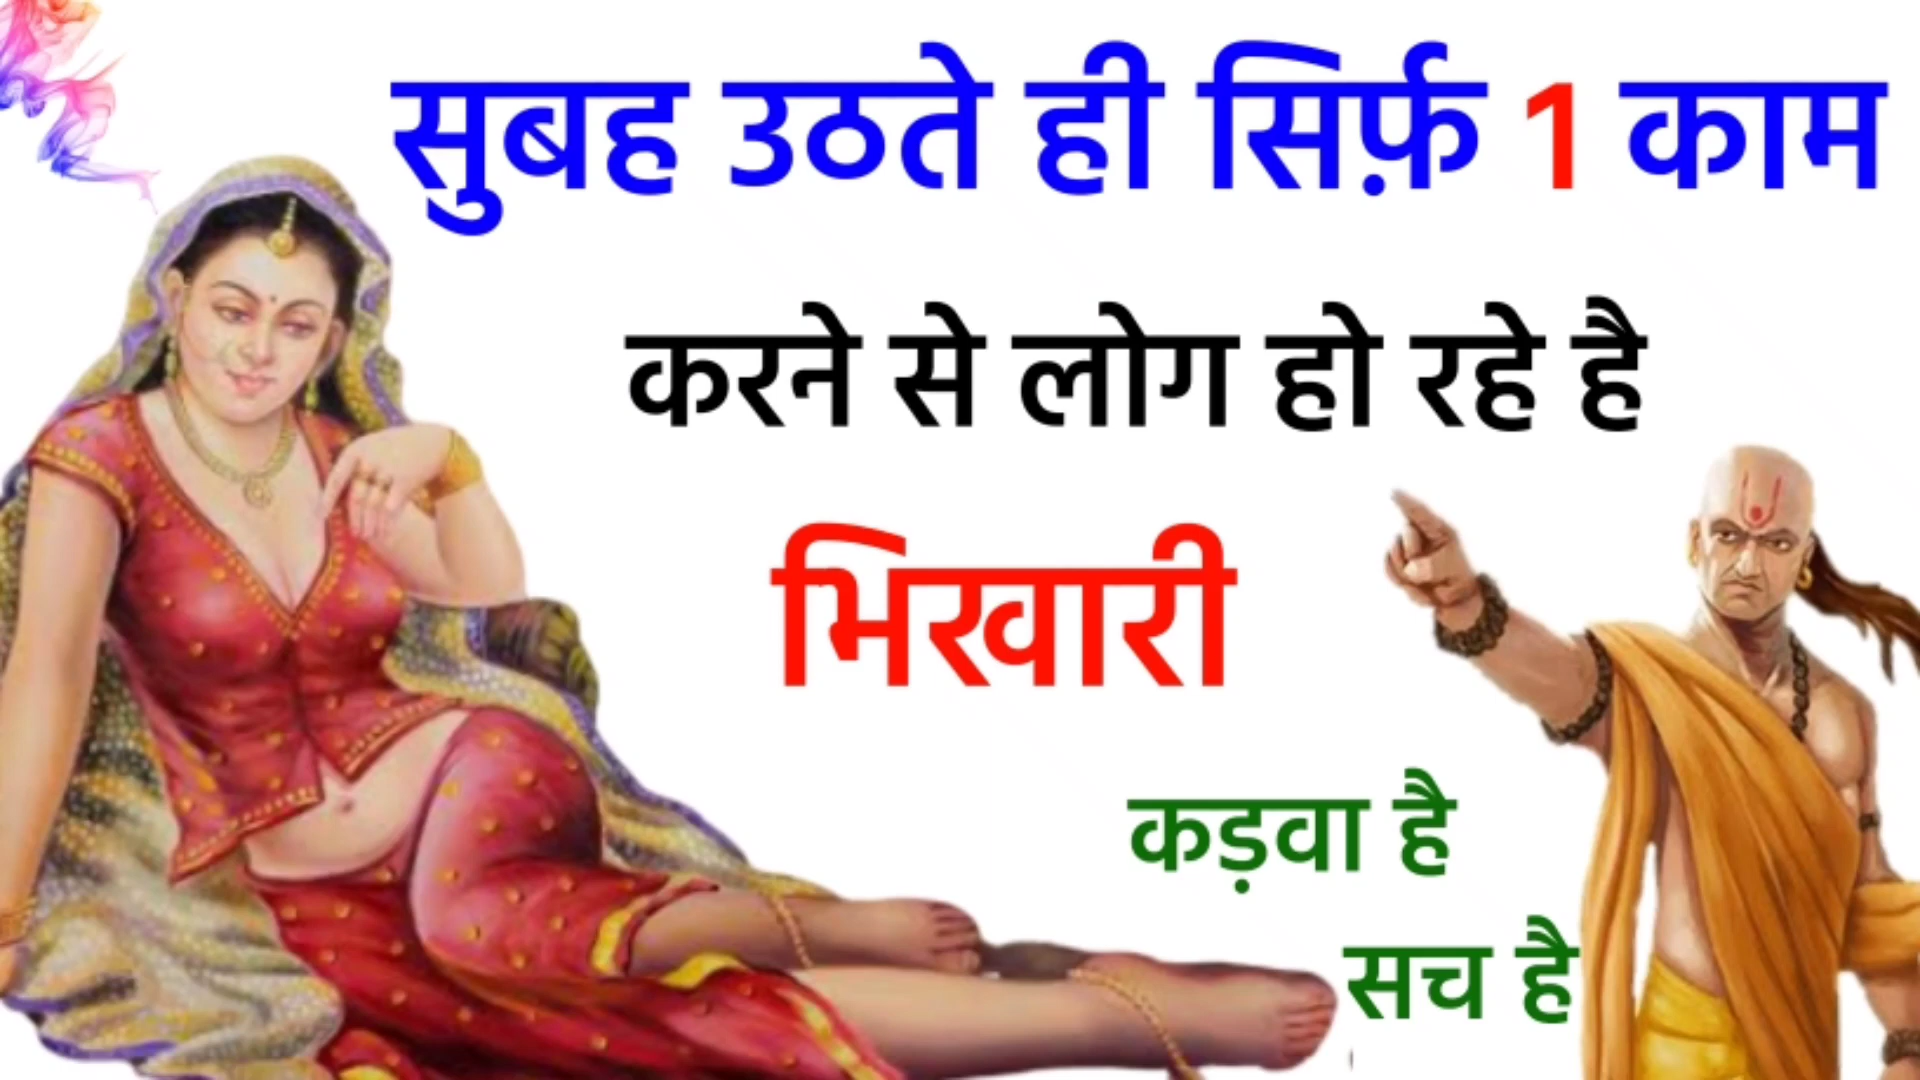 सुबह उठते ही सिर्फ़ 1 काम
करने से लोग हो रहे है
भिखारी
कड़वा है
सच है